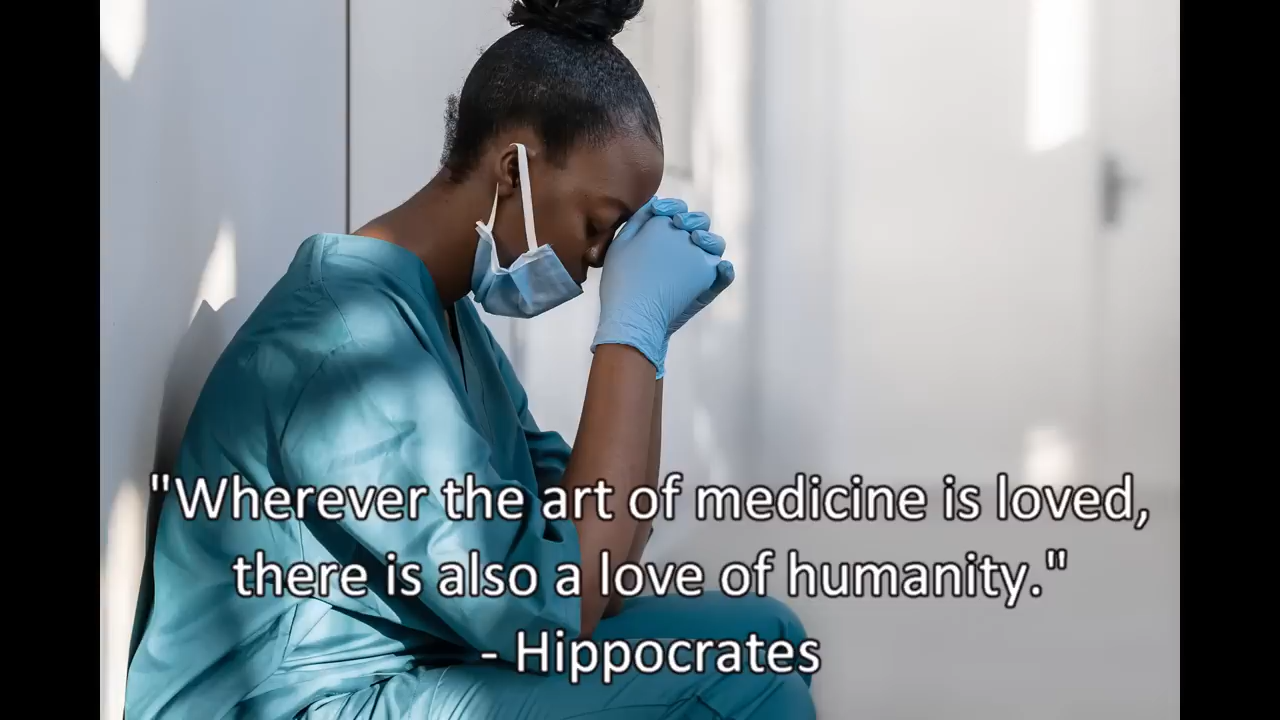 "Wherever the art of medicine is loved,
there is also a love of humanity."
- Hippocrates